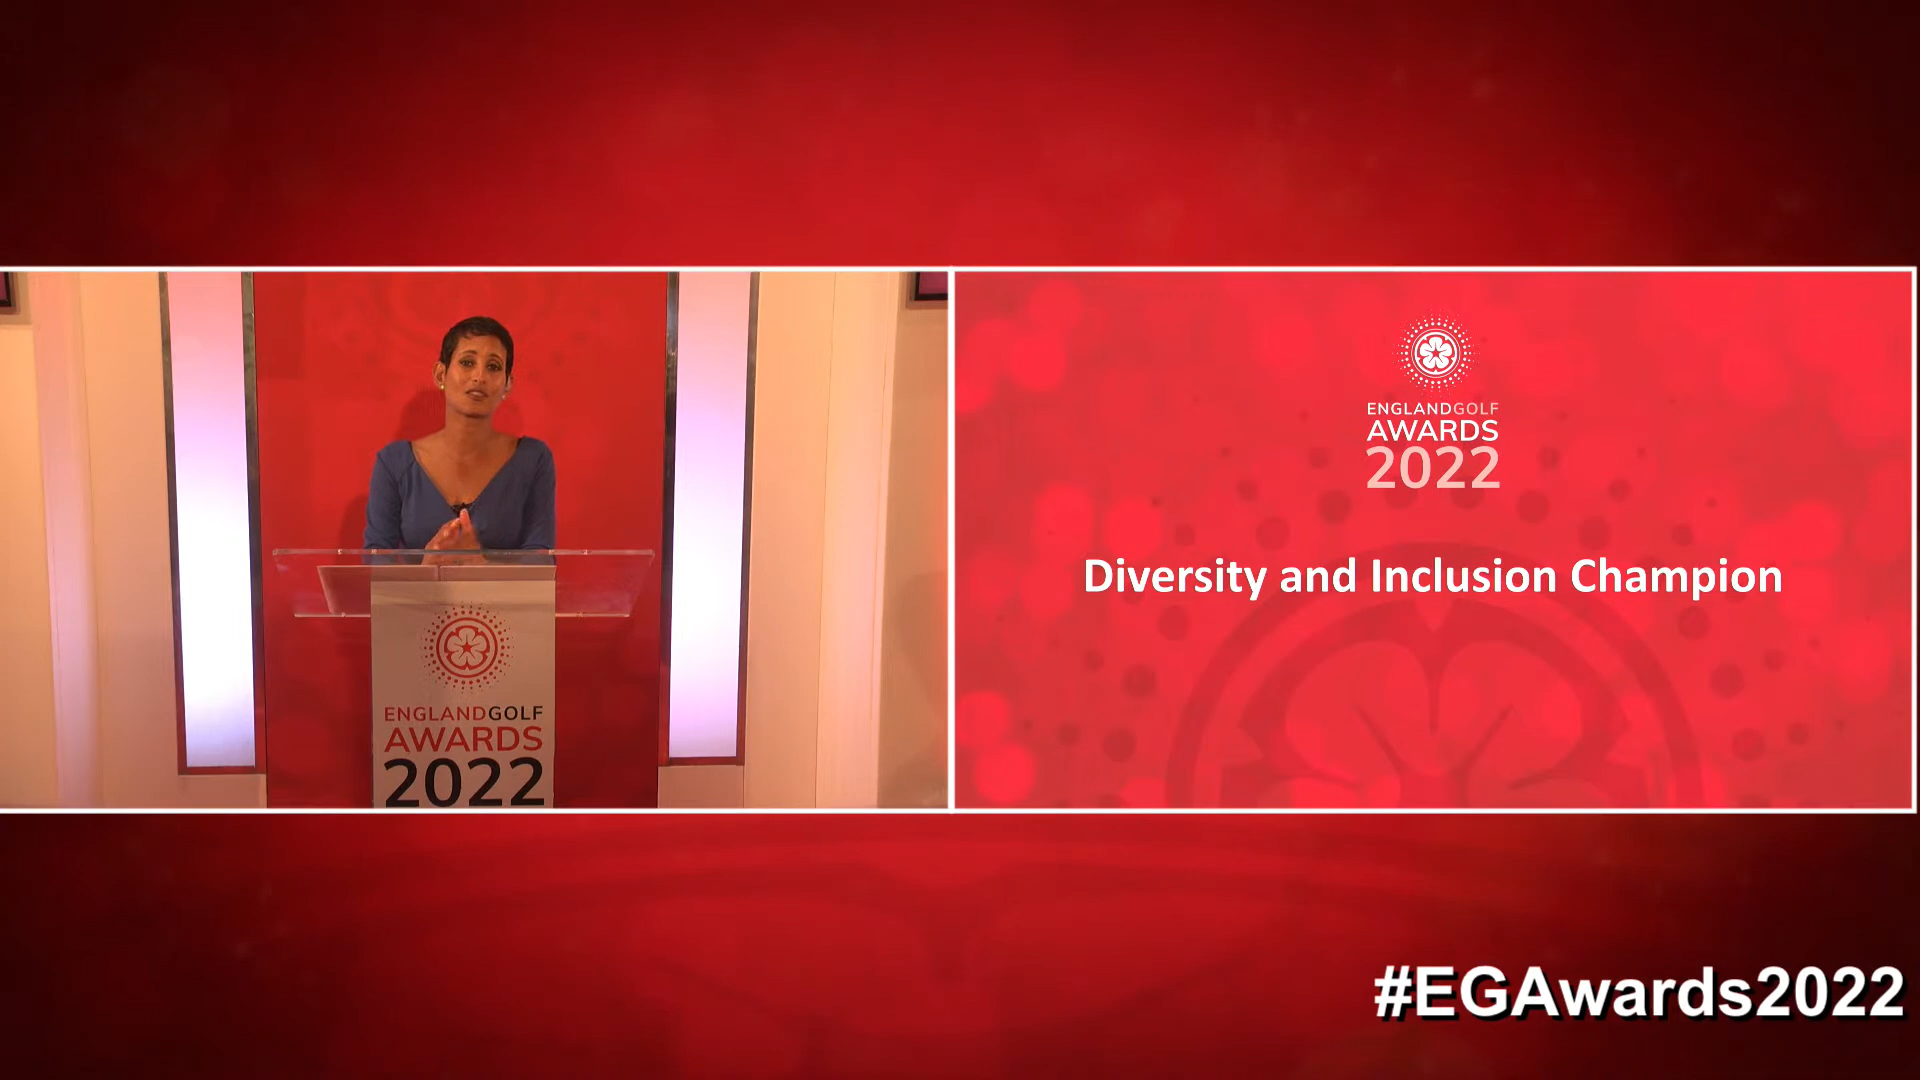 ENGLANDGOLF
AWARDS
2022
ENGLANDGOLF
AWARDS
2022
Diversity and Inclusion Champion
#EGAwards2022